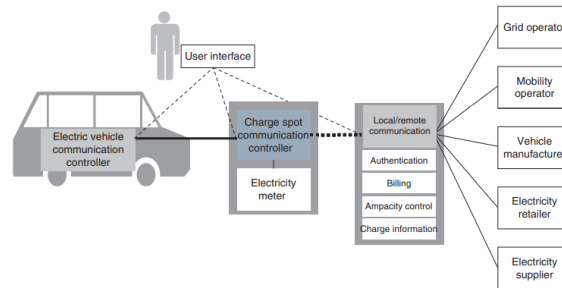 User interface
Electric vehicle
communication
controller
Charge spot
communication
controller
Electricity
meter
Local/remote
communication
Authentication
Billing
Ampacity control
Charge information
Grid operator
Mobility
operator
Vehicle
manufacture
Electricity
retailer
Electricity
supplier